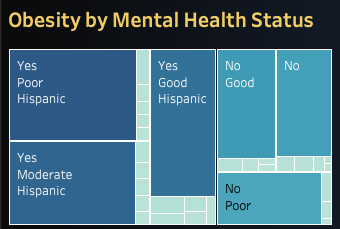 Obesity by Mental Health Status
Yes
Poor
Hispanic
Yes
Moderate
Hispanic
Yes
Good
Hispanic
No
Good
No
No
Poor